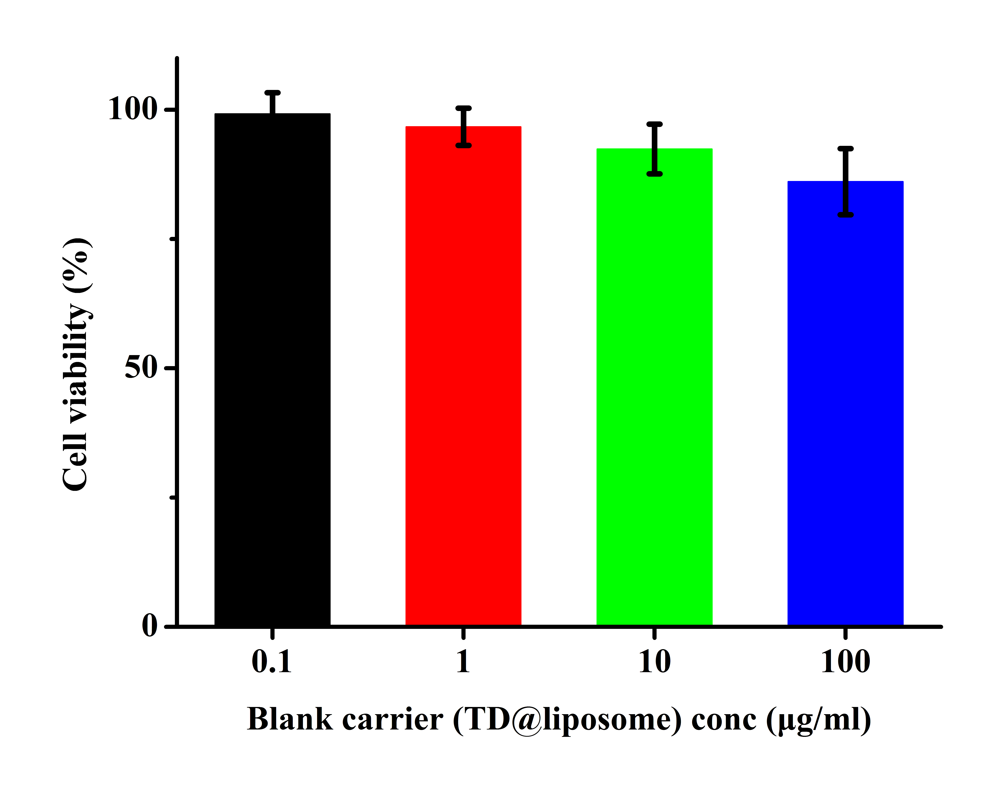 Cell viability (%)
100
50
0
0.1 1 10 100
Blank carrier (TD@liposome) conc (µg/ml)